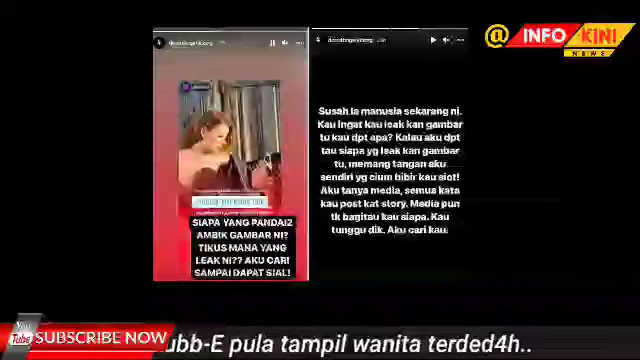 @ INFO KINI
NEWS
SIAPA YANG PANDAI2
AMBIK GAMBAR NI?
TIKUS MANA YANG
LEAK NI?? AKU CARI
SAMPAI DAPAT SIAL!
Susah la manusia sekarang ni.
Kau ingat kau leak kan gambar
tu kau dpt apa? Kalau aku dpt
tau siapa yg leak kan gambar
tu, memang tangan aku
sendiri yg cium bibir kau siot!
Aku tanya media, semua kata
kau post kat story. Media pun
tk bagitau kau siapa. Kau
tunggu dik. Aku cari kau.
You
Tube
SUBSCRIBE NOW
ubb-E pula tampil wanita terded4h..